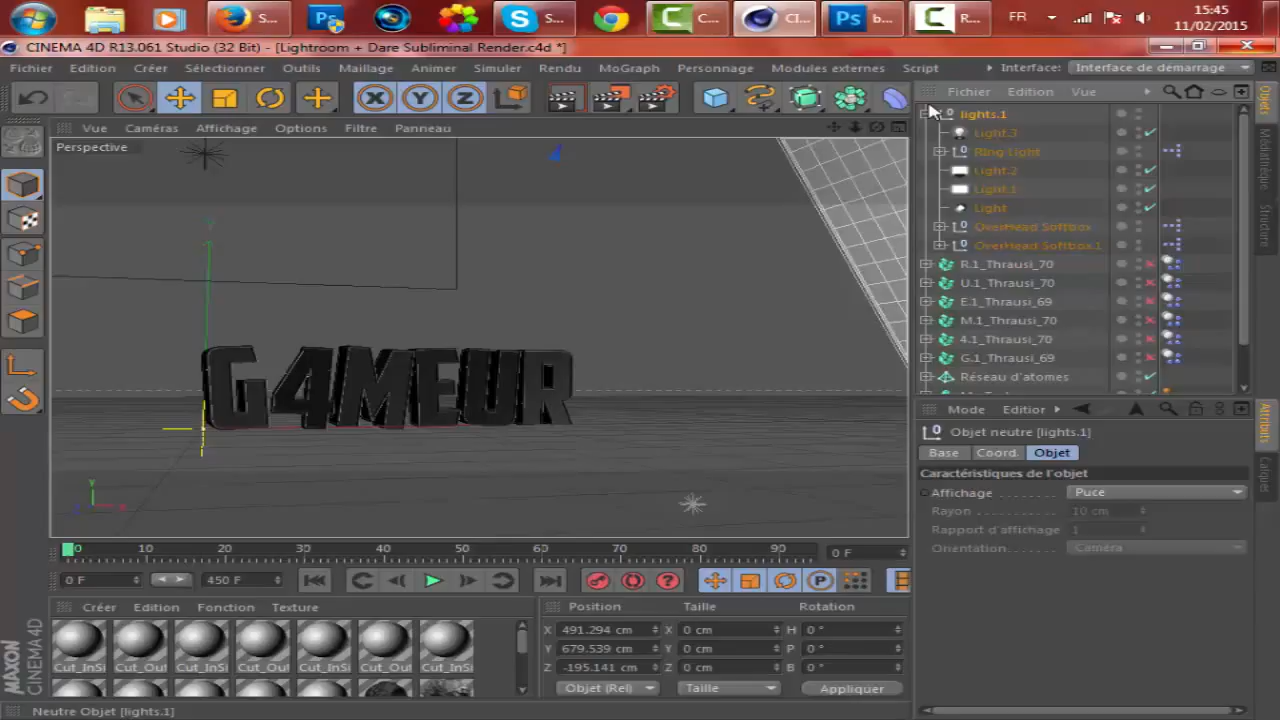 S...
S...
C...
Cl...
b...
R...
FR
15:45
11/02/2015
CINEMA 4D R13.061 Studio (32 Bit) - [Lightroom + Dare Subliminal Render.c4d *]
Fichier Edition Créer Sélectionner Outils Maillage Animer Simuler Rendu MoGraph Personnage Modules externes Script Interface: Interface de démarrage
X Y Z
Fichier Edition Vue
Vue Caméras Affichage Options Filtre Panneau
Perspective
lights.1
Light.3
Ring Light
Light.2
Light.1
Light
OverHead Softbox
OverHead Softbox.1
R.1_Thrausi_70
U.1_Thrausi_70
E.1_Thrausi_69
M.1_Thrausi_70
4.1_Thrausi_70
G.1_Thrausi_69
Réseau d'atomes
Objets
Médiathèque
Structure
G4MEUR
Mode Edition
Objet neutre [lights.1]
Base Coord. Objet
Caractéristiques de l'objet
Affichage Puce
Rayon 10 cm
Rapport d'affichage 1
Orientation Caméra
Attributs
Calques
0 10 20 30 40 50 60 70 80 90 0 F
0 F 450 F
P
Créer Edition Fonction Texture
Cut_InSi Cut_Out Cut_InSi Cut_Out Cut_InSi Cut_Out Cut_InSi
Position Taille Rotation
X 491.294 cm X 0 cm H 0 °
Y 679.539 cm Y 0 cm P 0 °
Z -195.141 cm Z 0 cm B 0 °
Objet (Rel) Taille Appliquer
MAXON
CINEMA 4D
Neutre Objet [lights.1]